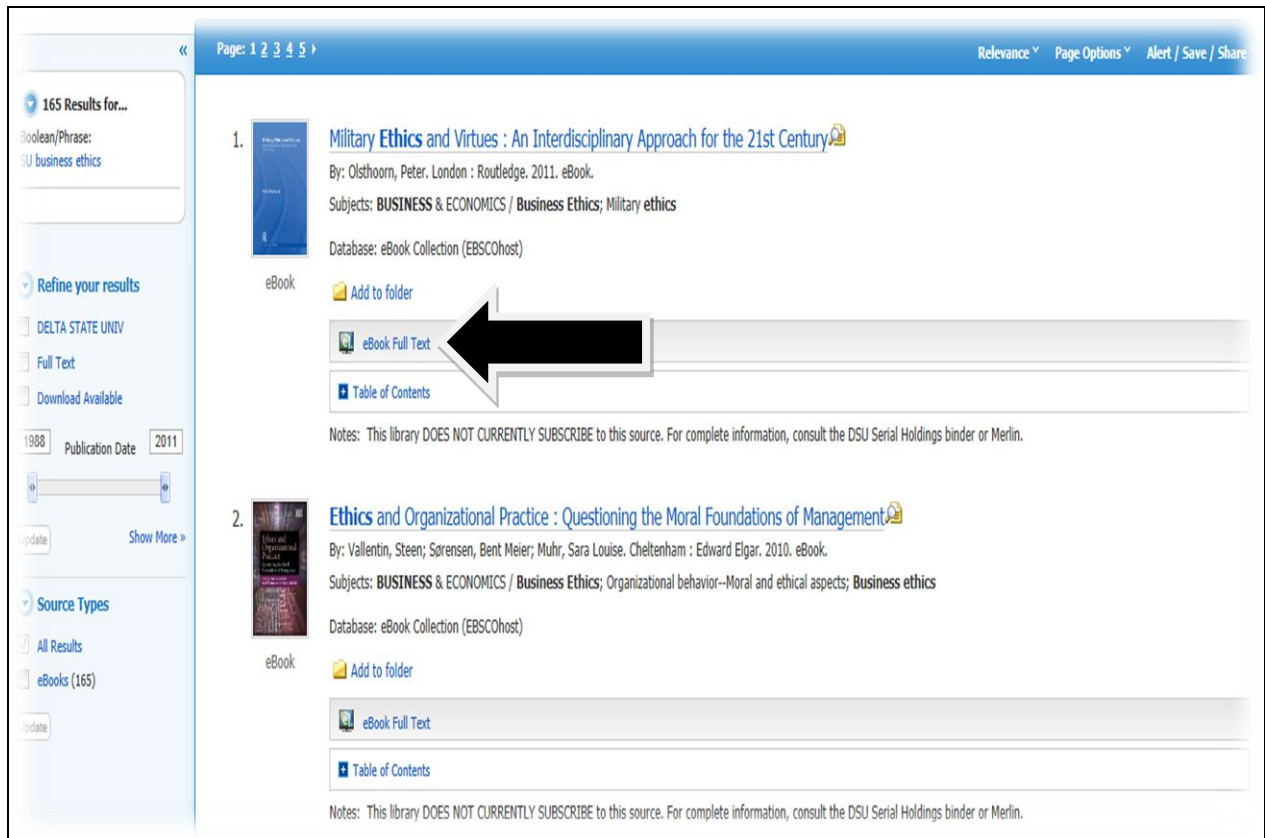 «
Page: 1 2 3 4 5
Relevance
Page Options
Alert / Save / Share
165 Results for...
Boolean/Phrase:
SU business ethics
Refine your results
DELTA STATE UNIV
Full Text
Download Available
1988
Publication Date
2011
Update
Show More »
Source Types
All Results
eBooks (165)
Update
1.
Military Ethics and Virtues : An Interdisciplinary Approach for the 21st Century
By: Olsthoorn, Peter. London : Routledge. 2011. eBook.
Subjects: BUSINESS & ECONOMICS / Business Ethics; Military ethics
Database: eBook Collection (EBSCOhost)
eBook
Add to folder
eBook Full Text
Table of Contents
Notes: This library DOES NOT CURRENTLY SUBSCRIBE to this source. For complete information, consult the DSU Serial Holdings binder or Merlin.
2.
Ethics and Organizational Practice : Questioning the Moral Foundations of Management
By: Vallentin, Steen; Sørensen, Bent Meier; Muhr, Sara Louise. Cheltenham : Edward Elgar. 2010. eBook.
Subjects: BUSINESS & ECONOMICS / Business Ethics; Organizational behavior--Moral and ethical aspects; Business ethics
Database: eBook Collection (EBSCOhost)
eBook
Add to folder
eBook Full Text
Table of Contents
Notes: This library DOES NOT CURRENTLY SUBSCRIBE to this source. For complete information, consult the DSU Serial Holdings binder or Merlin.